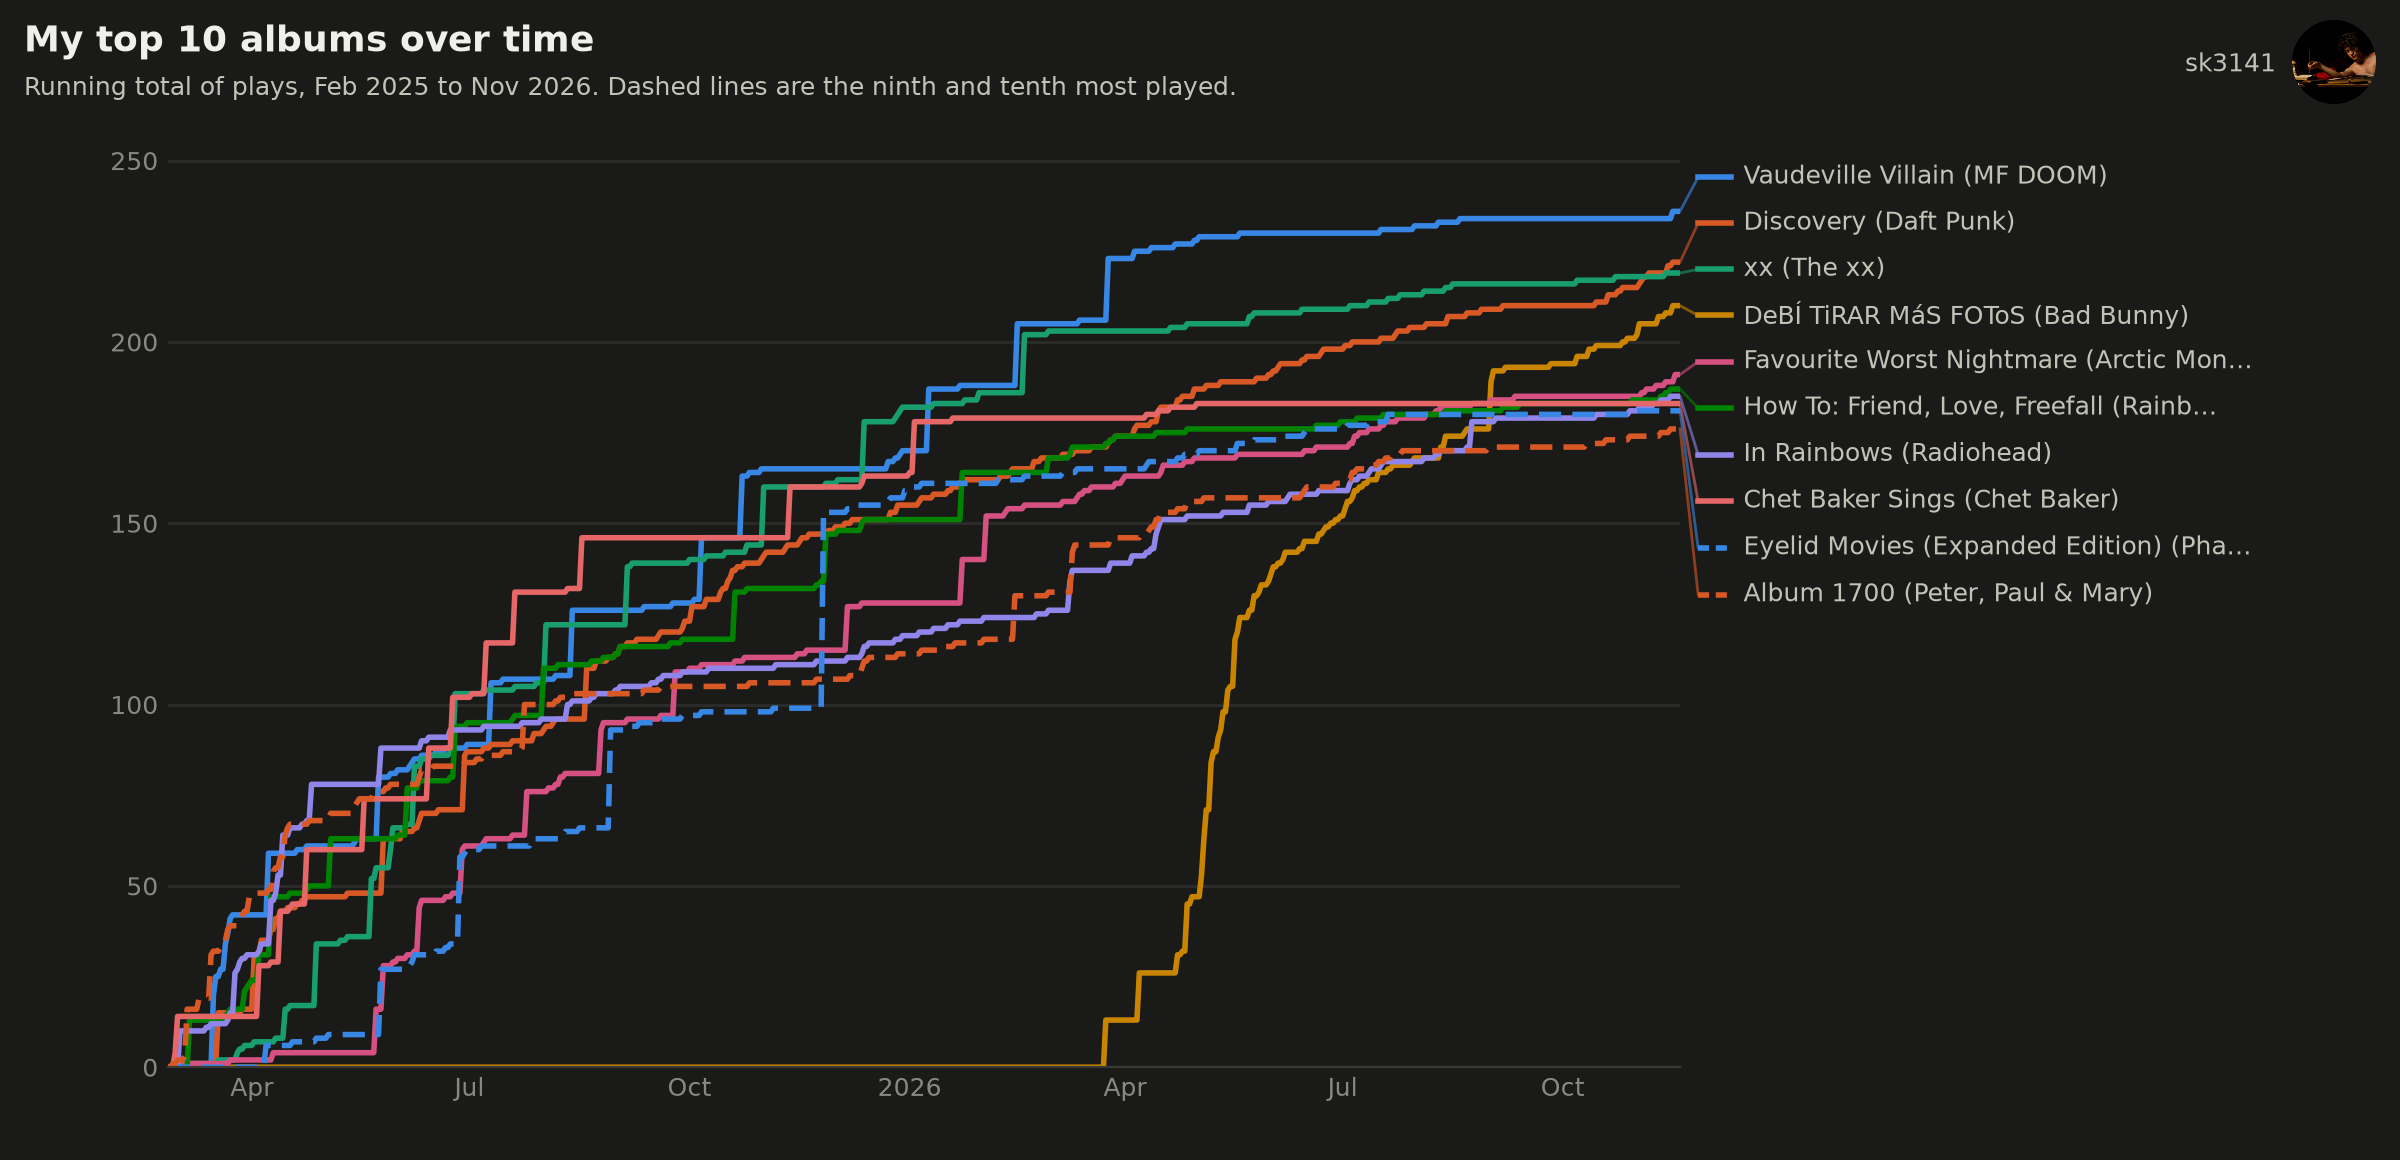 My top 10 albums over time
Running total of plays, Feb 2025 to Nov 2026. Dashed lines are the ninth and tenth most played.
sk3141
250
200
150
100
50
0
Apr
Jul
Oct
2026
Apr
Jul
Oct
Vaudeville Villain (MF DOOM)
Discovery (Daft Punk)
xx (The xx)
DeBÍ TiRAR MáS FOToS (Bad Bunny)
Favourite Worst Nightmare (Arctic Mon…
How To: Friend, Love, Freefall (Rainb…
In Rainbows (Radiohead)
Chet Baker Sings (Chet Baker)
Eyelid Movies (Expanded Edition) (Pha…
Album 1700 (Peter, Paul & Mary)